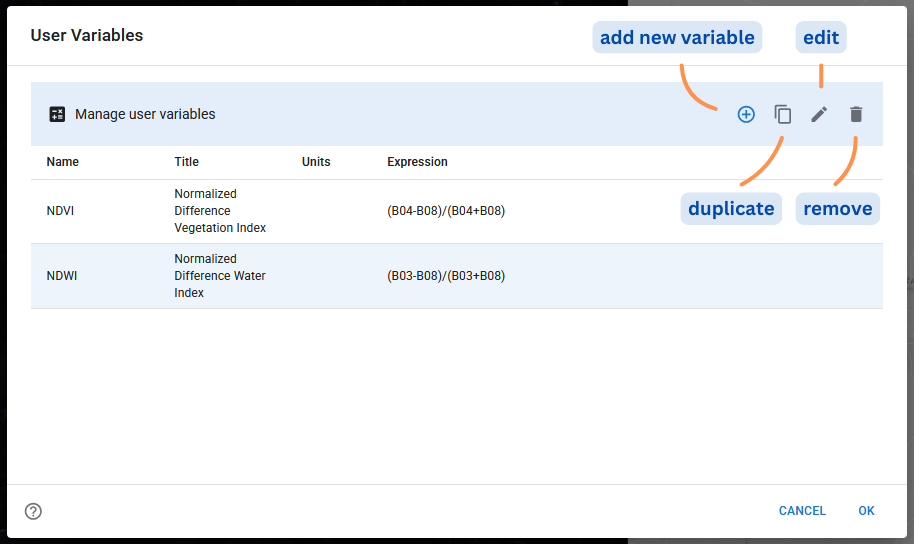 User Variables
add new variable
edit
Manage user variables
Name Title Units Expression
duplicate remove
NDVI Normalized Difference Vegetation Index (B04-B08)/(B04+B08)
NDWI Normalized Difference Water Index (B03-B08)/(B03+B08)
CANCEL OK